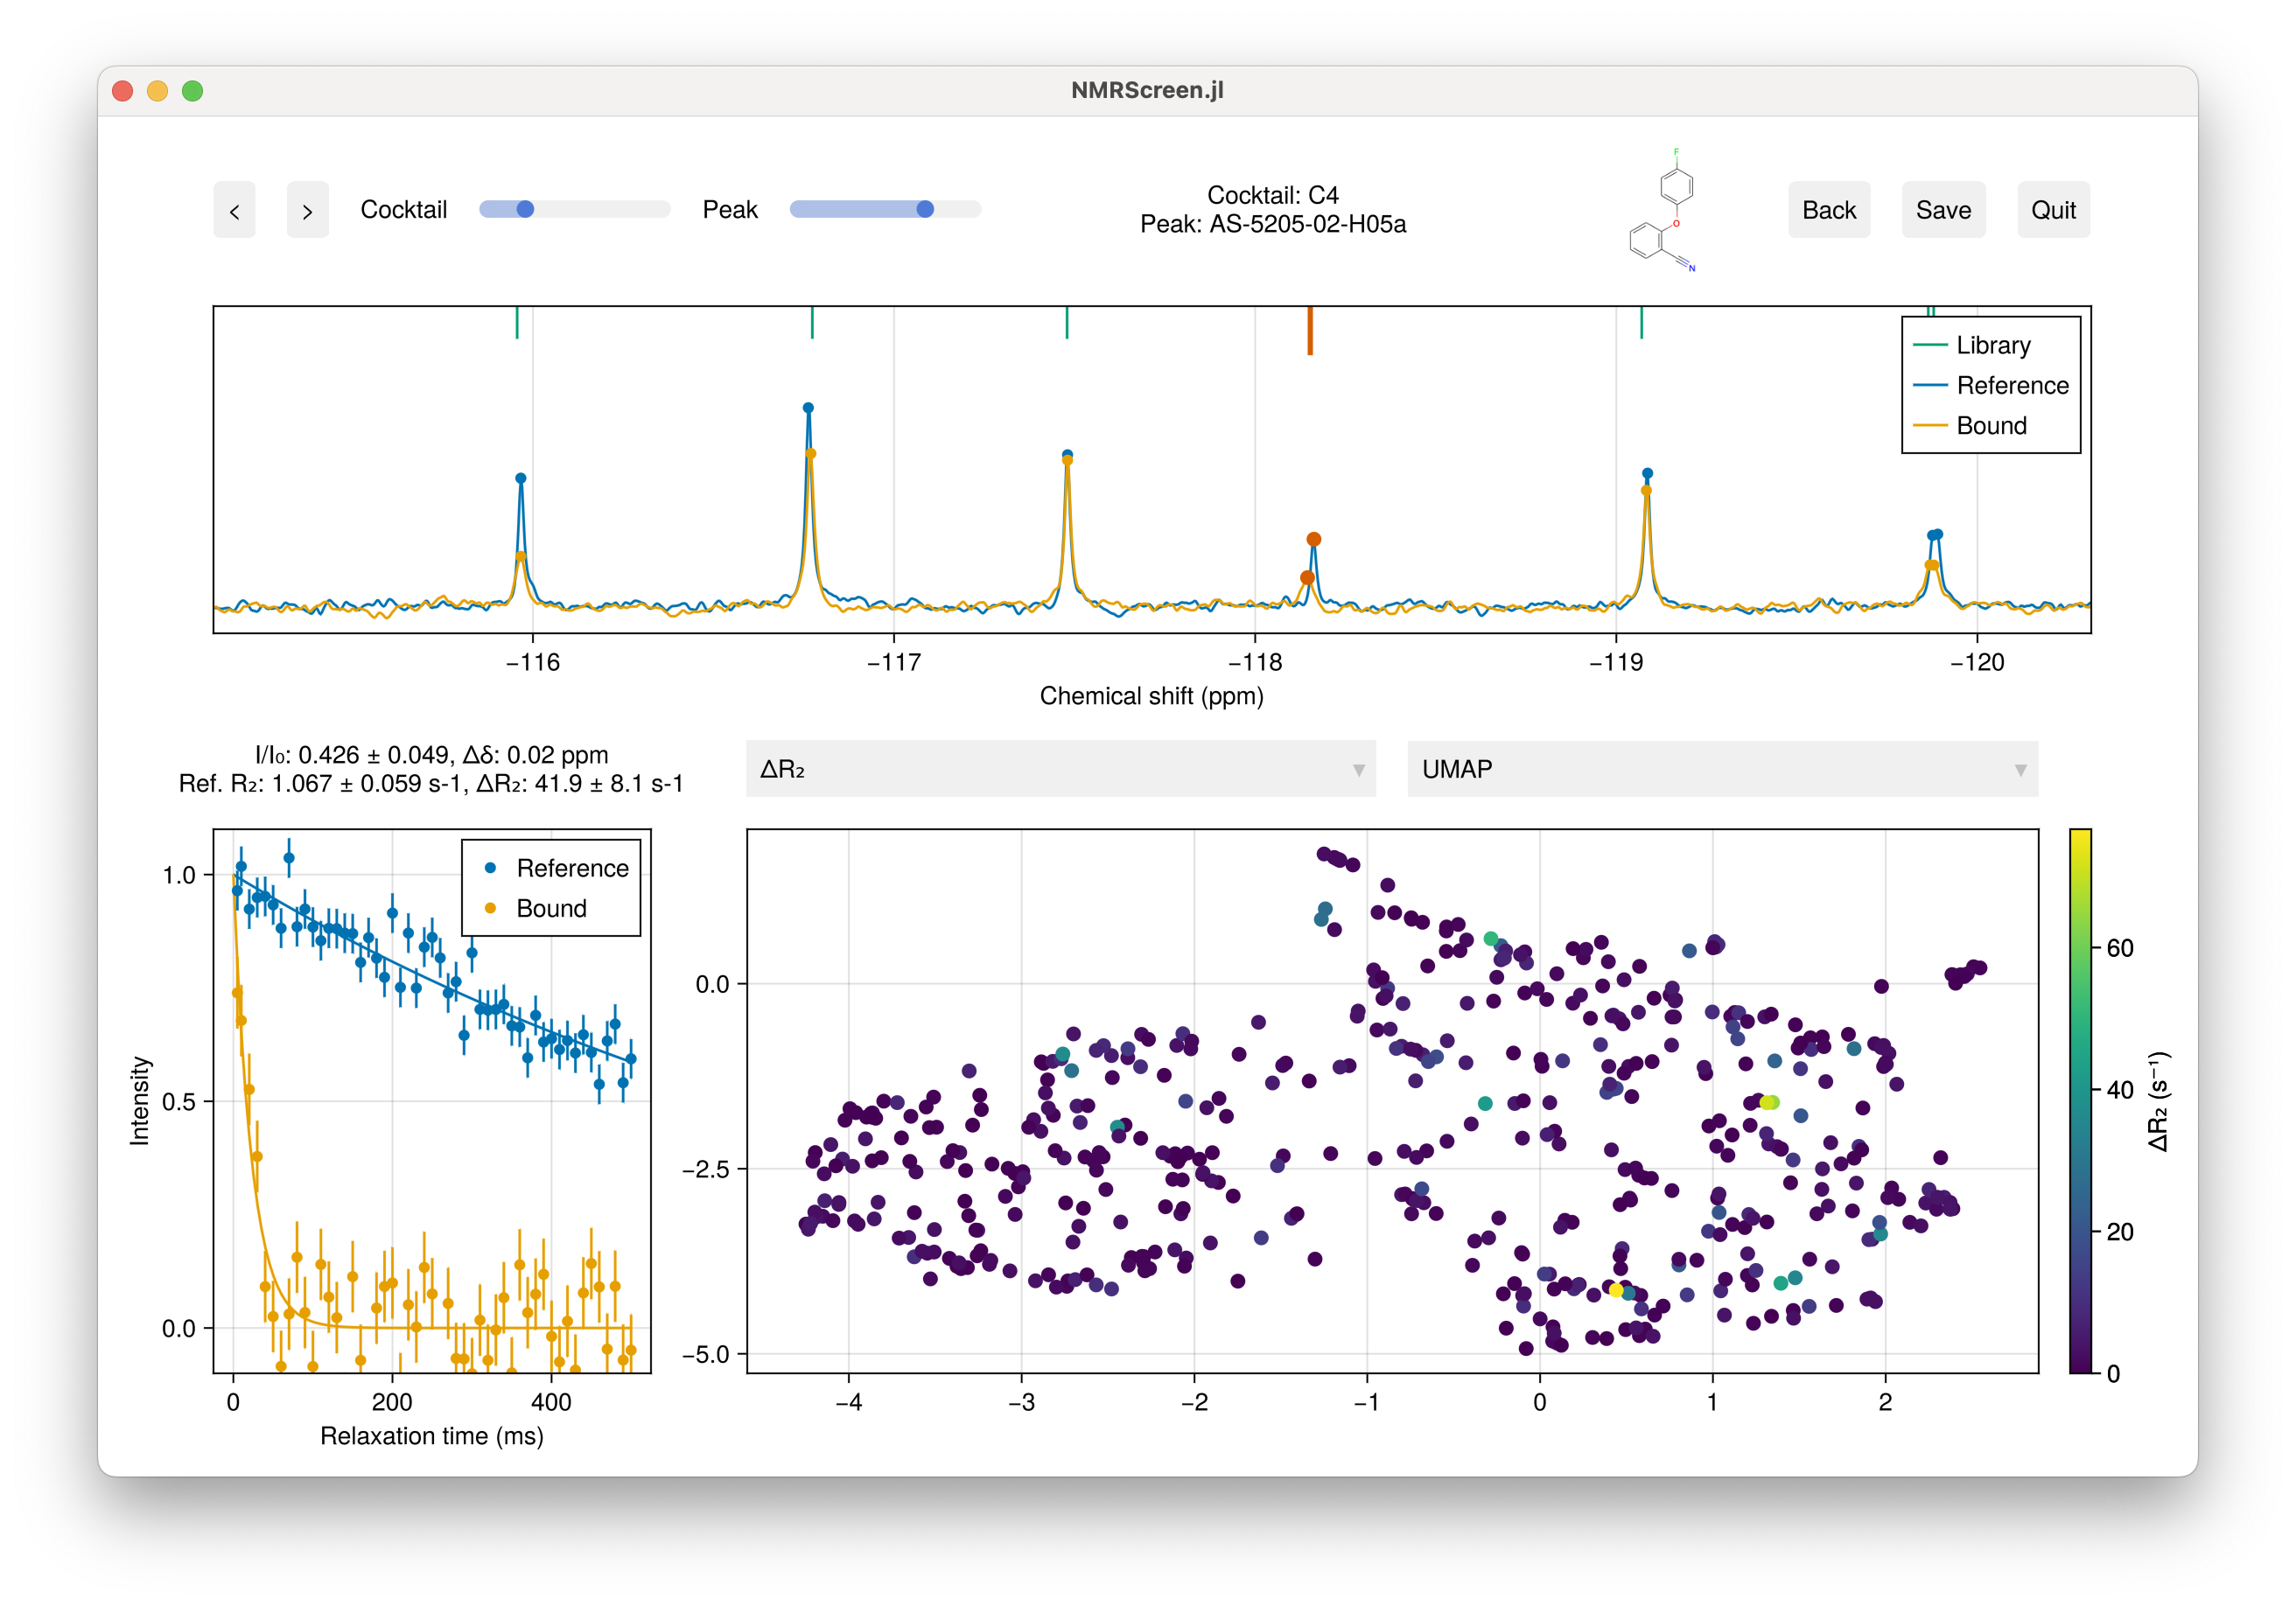 NMRScreen.jl
<
>
Cocktail
Peak
Cocktail: C4
Peak: AS-5205-02-H05a
F
O
N
Back
Save
Quit
Library
Reference
Bound
−116
−117
−118
−119
−120
Chemical shift (ppm)
I/I₀: 0.426 ± 0.049, Δδ: 0.02 ppm
Ref. R₂: 1.067 ± 0.059 s-1, ΔR₂: 41.9 ± 8.1 s-1
ΔR₂
UMAP
Reference
Bound
1.0
0.5
0.0
Intensity
0
200
400
Relaxation time (ms)
0.0
−2.5
−5.0
−4
−3
−2
−1
0
1
2
60
40
20
0
ΔR₂ (s⁻¹)